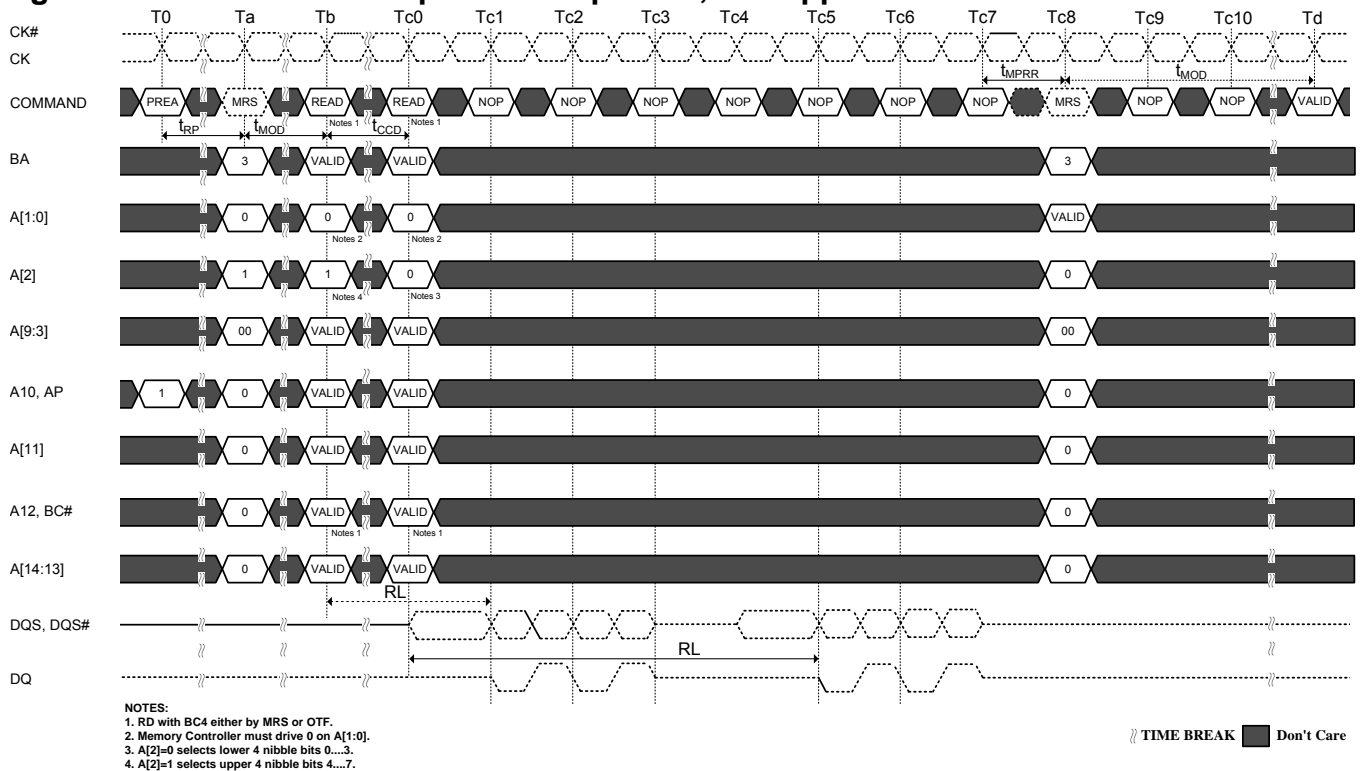 T0 Ta Tb Tc0 Tc1 Tc2 Tc3 Tc4 Tc5 Tc6 Tc7 Tc8 Tc9 Tc10 Td
CK#
CK
tMPRR tMOD
COMMAND PREA MRS READ READ NOP NOP NOP NOP NOP NOP NOP MRS NOP NOP VALID
Notes 1 Notes 1
tRP tMOD tCCD
BA 3 VALID VALID 3
A[1:0] 0 0 0 VALID
Notes 2 Notes 2
A[2] 1 1 0 0
Notes 4 Notes 3
A[9:3] 00 VALID VALID 00
A10, AP 1 0 VALID VALID 0
A[11] 0 VALID VALID 0
A12, BC# 0 VALID VALID 0
Notes 1 Notes 1
A[14:13] 0 VALID VALID 0
RL
DQS, DQS#
RL
DQ
NOTES:
1. RD with BC4 either by MRS or OTF.
2. Memory Controller must drive 0 on A[1:0].
3. A[2]=0 selects lower 4 nibble bits 0....3.
4. A[2]=1 selects upper 4 nibble bits 4....7.
TIME BREAK Don't Care